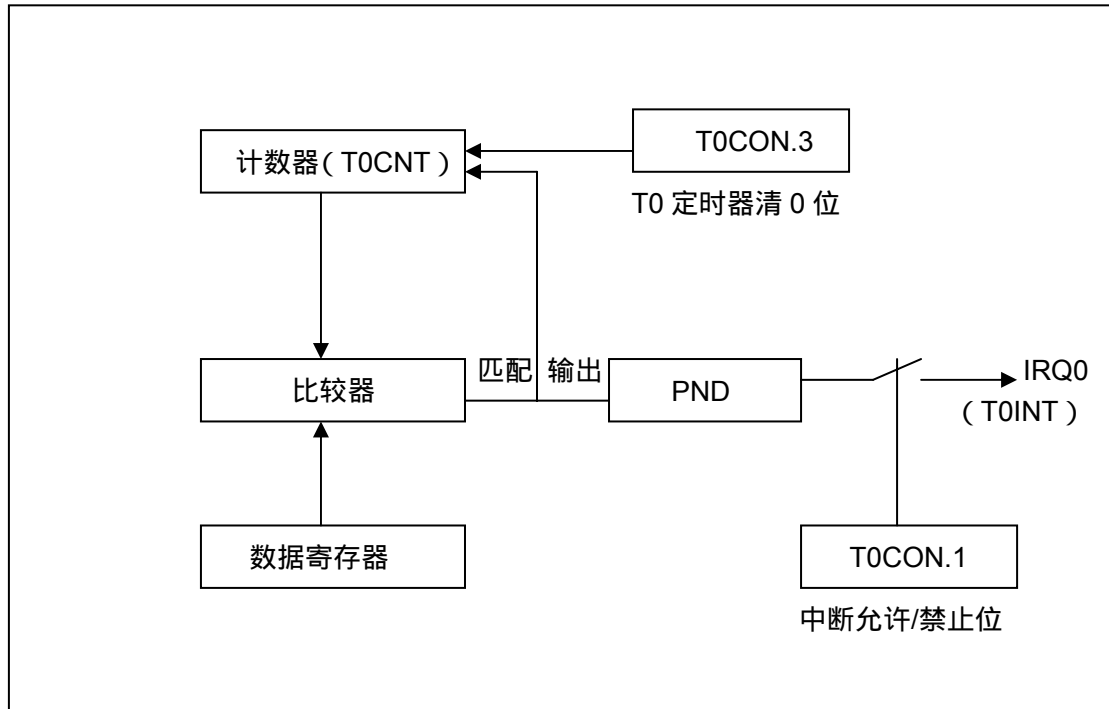 T0CON.3
计数器（T0CNT）
T0 定时器清 0 位
匹配 输出
IRQ0
比较器
PND
（T0INT）
数据寄存器
T0CON.1
中断允许/禁止位